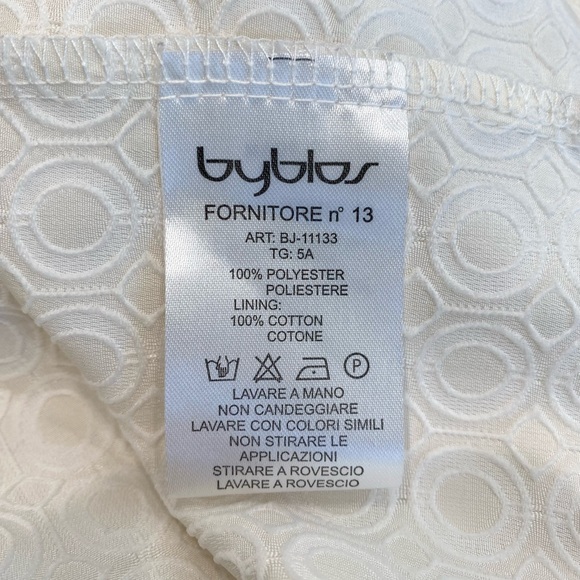 byblos
FORNITORE n° 13
ART: BJ-11133
TG: 5A
100% POLYESTER
POLIESTERE
LINING:
100% COTTON
COTONE
P
LAVARE A MANO
NON CANDEGGIARE
LAVARE CON COLORI SIMILI
NON STIRARE LE
APPLICAZIONI
STIRARE A ROVESCIO
LAVARE A ROVESCIO